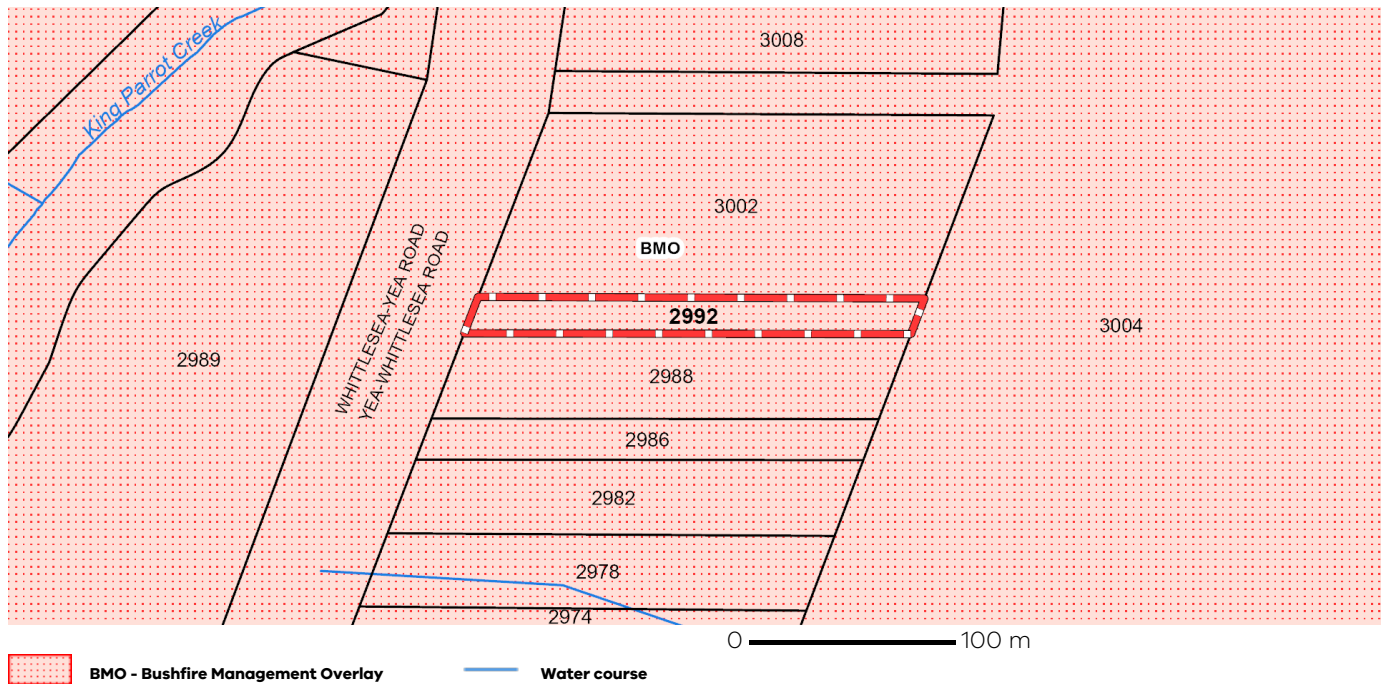 King Parrot Creek
3008
3002
BMO
WHITTLESEA-YEA ROAD
YEA-WHITTLESEA ROAD
2992
3004
2989
2988
2986
2982
2978
2974
0 100 m
BMO - Bushfire Management Overlay
Water course